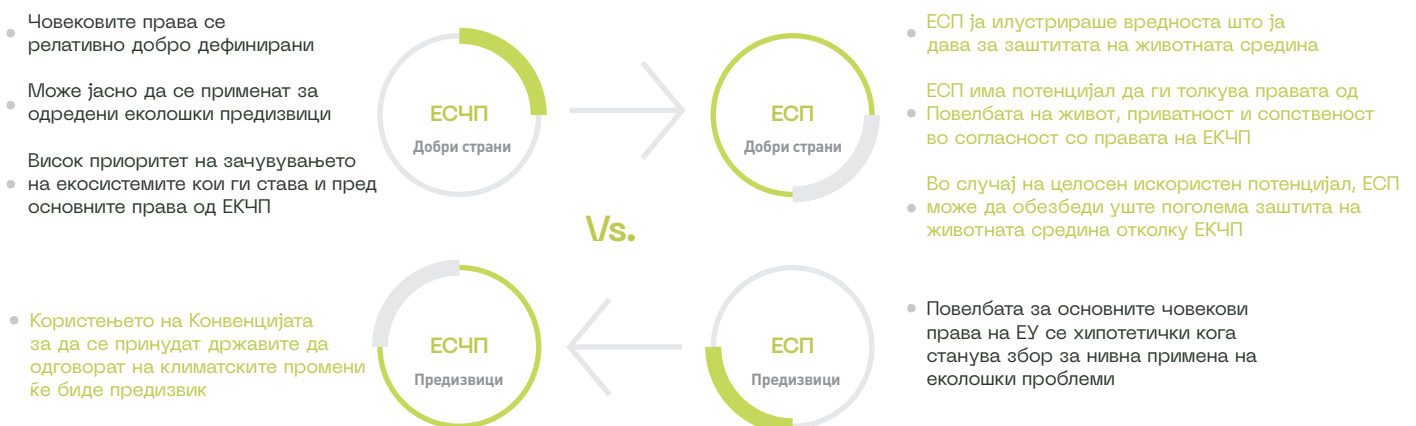 Човековите права се
релативно добро дефинирани
Може јасно да се применат за
одредени еколошки предизвици
Висок приоритет на зачувувањето
на екосистемите кои ги става и пред
основните права од ЕКЧП
ЕСЧП
Добри страни
ЕСП
Добри страни
ЕСП ја илустрираше вредноста што ја
дава за заштитата на животната средина
ЕСП има потенцијал да ги толкува правата од
Повелбата на живот, приватност и сопственост
во согласност со правата на ЕКЧП
Во случај на целосен искористен потенцијал, ЕСП
може да обезбеди уште поголема заштита на
животната средина отколку ЕКЧП
Vs.
Користењето на Конвенцијата
за да се принудат државите да
одговорат на климатските промени
ќе биде предизвик
ЕСЧП
Предизвици
ЕСП
Предизвици
Повелбата за основните човекови
права на ЕУ се хипотетички кога
станува збор за нивна примена на
еколошки проблеми